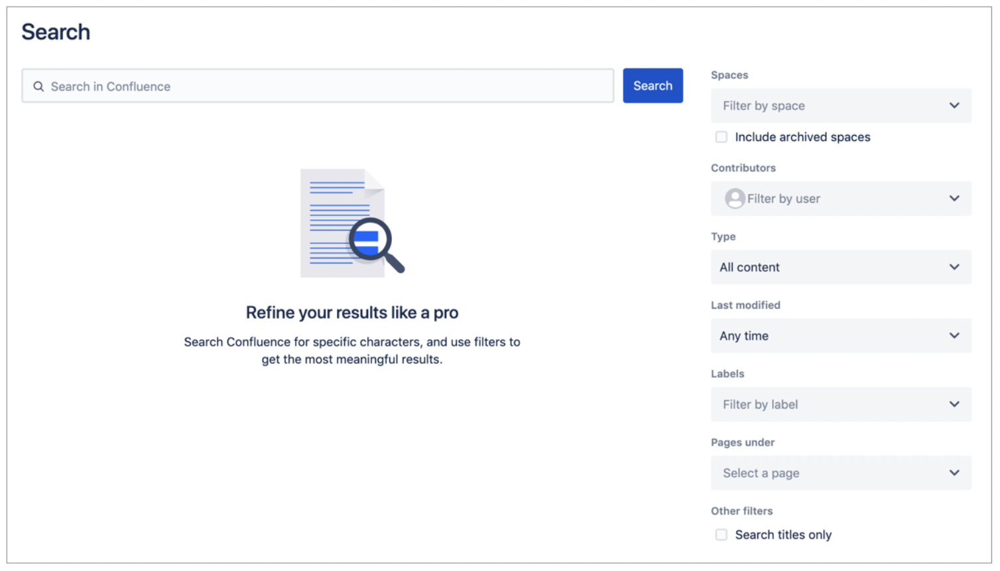 Search
Search in Confluence
Search
Refine your results like a pro
Search Confluence for specific characters, and use filters to
get the most meaningful results.
Spaces
Filter by space
Include archived spaces
Contributors
Filter by user
Type
All content
Last modified
Any time
Labels
Filter by label
Pages under
Select a page
Other filters
Search titles only